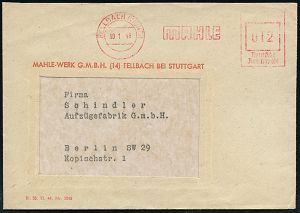 MAHLE
012
MAHLE-WERK G.M.B.H. (14) FELLBACH BEI STUTTGART
Firma
Schindler
Aufzügefabrik G.m.b.H.
Berlin SW 29
Kopischstr. 1